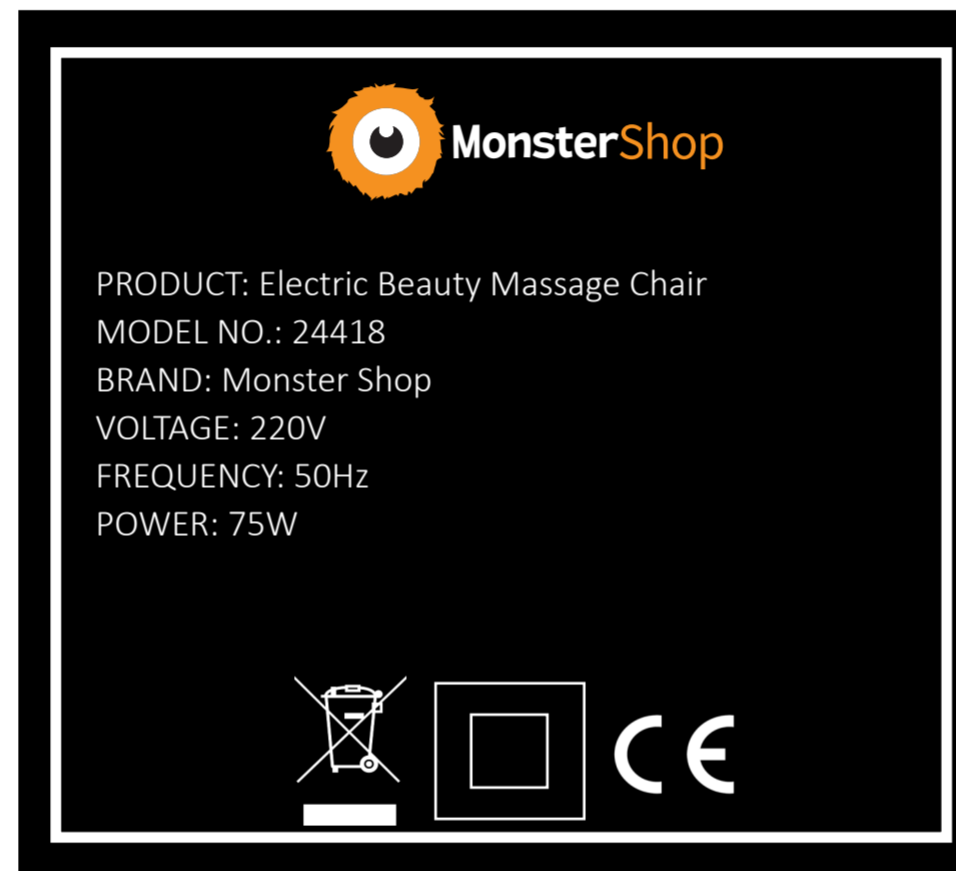 MonsterShop
PRODUCT: Electric Beauty Massage Chair
MODEL NO.: 24418
BRAND: Monster Shop
VOLTAGE: 220V
FREQUENCY: 50Hz
POWER: 75W
CE